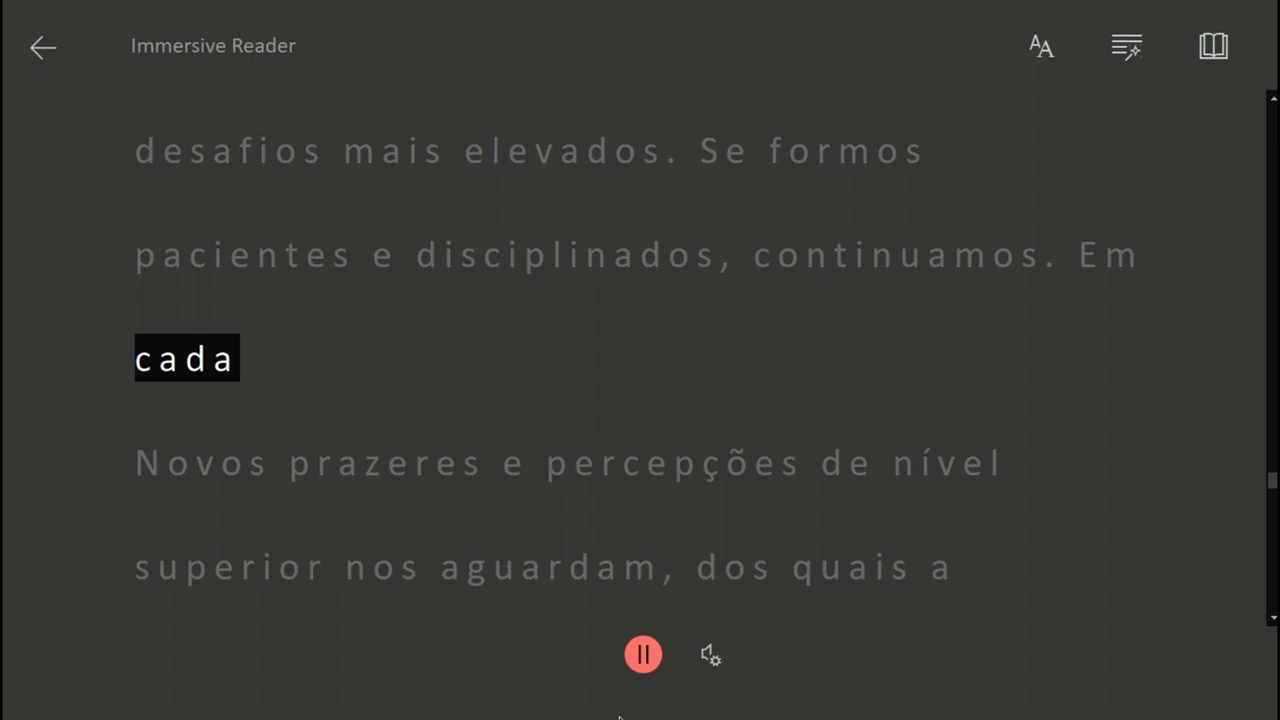 Immersive Reader
desafios mais elevados. Se formos
pacientes e disciplinados, continuamos. Em
cada
Novos prazeres e percepções de nível
superior nos aguardam, dos quais a